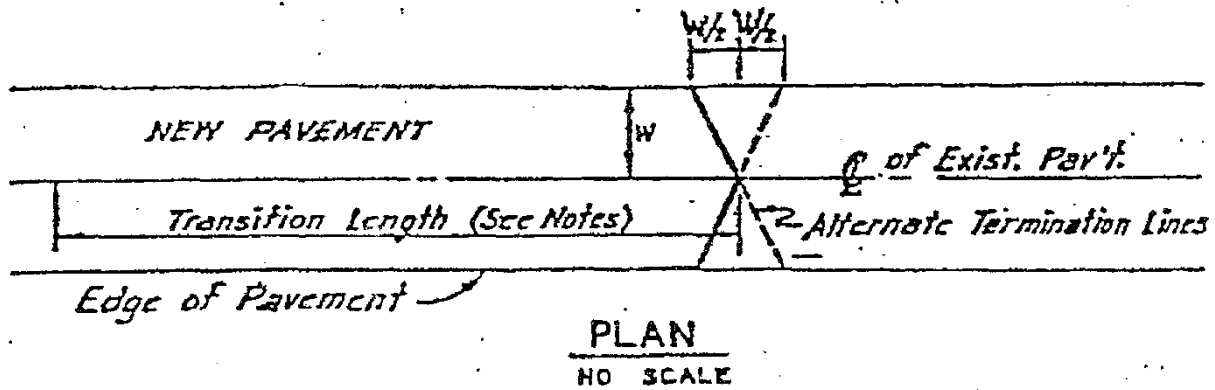 W/2 W/2
NEW PAVEMENT
W
℄ of Exist. Pav't.
Transition Length (See Notes)
Alternate Termination Lines
Edge of Pavement
PLAN
NO SCALE